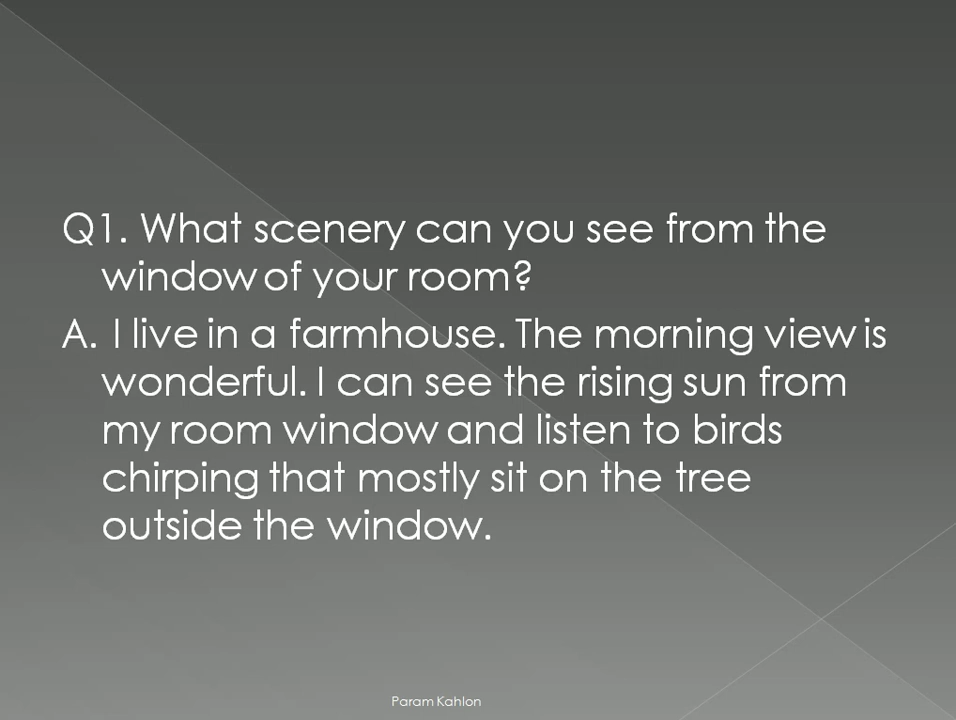 Q1. What scenery can you see from the
window of your room?
A. I live in a farmhouse. The morning view is
wonderful. I can see the rising sun from
my room window and listen to birds
chirping that mostly sit on the tree
outside the window.
Param Kahlon